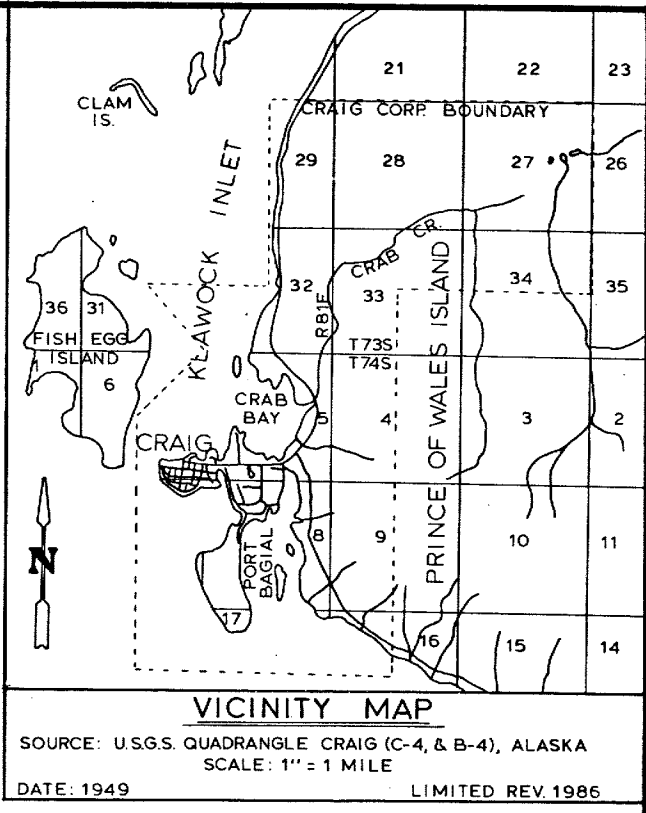 21 22 23
CLAM
IS.
CRAIG CORP. BOUNDARY
KLAWOCK INLET
29 28 27 26
CRAB CR.
36 31
32 33 34 35
R81E
FISH EGG
ISLAND
T73S
T74S
1 6
PRINCE OF WALES ISLAND
CRAB
BAY
5 4 3 2
CRAIG
N
PORT
BAGIAL
8 9 10 11
17 16 15 14
VICINITY MAP
SOURCE: U.S.G.S. QUADRANGLE CRAIG (C-4, & B-4), ALASKA
SCALE: 1" = 1 MILE
DATE: 1949 LIMITED REV. 1986